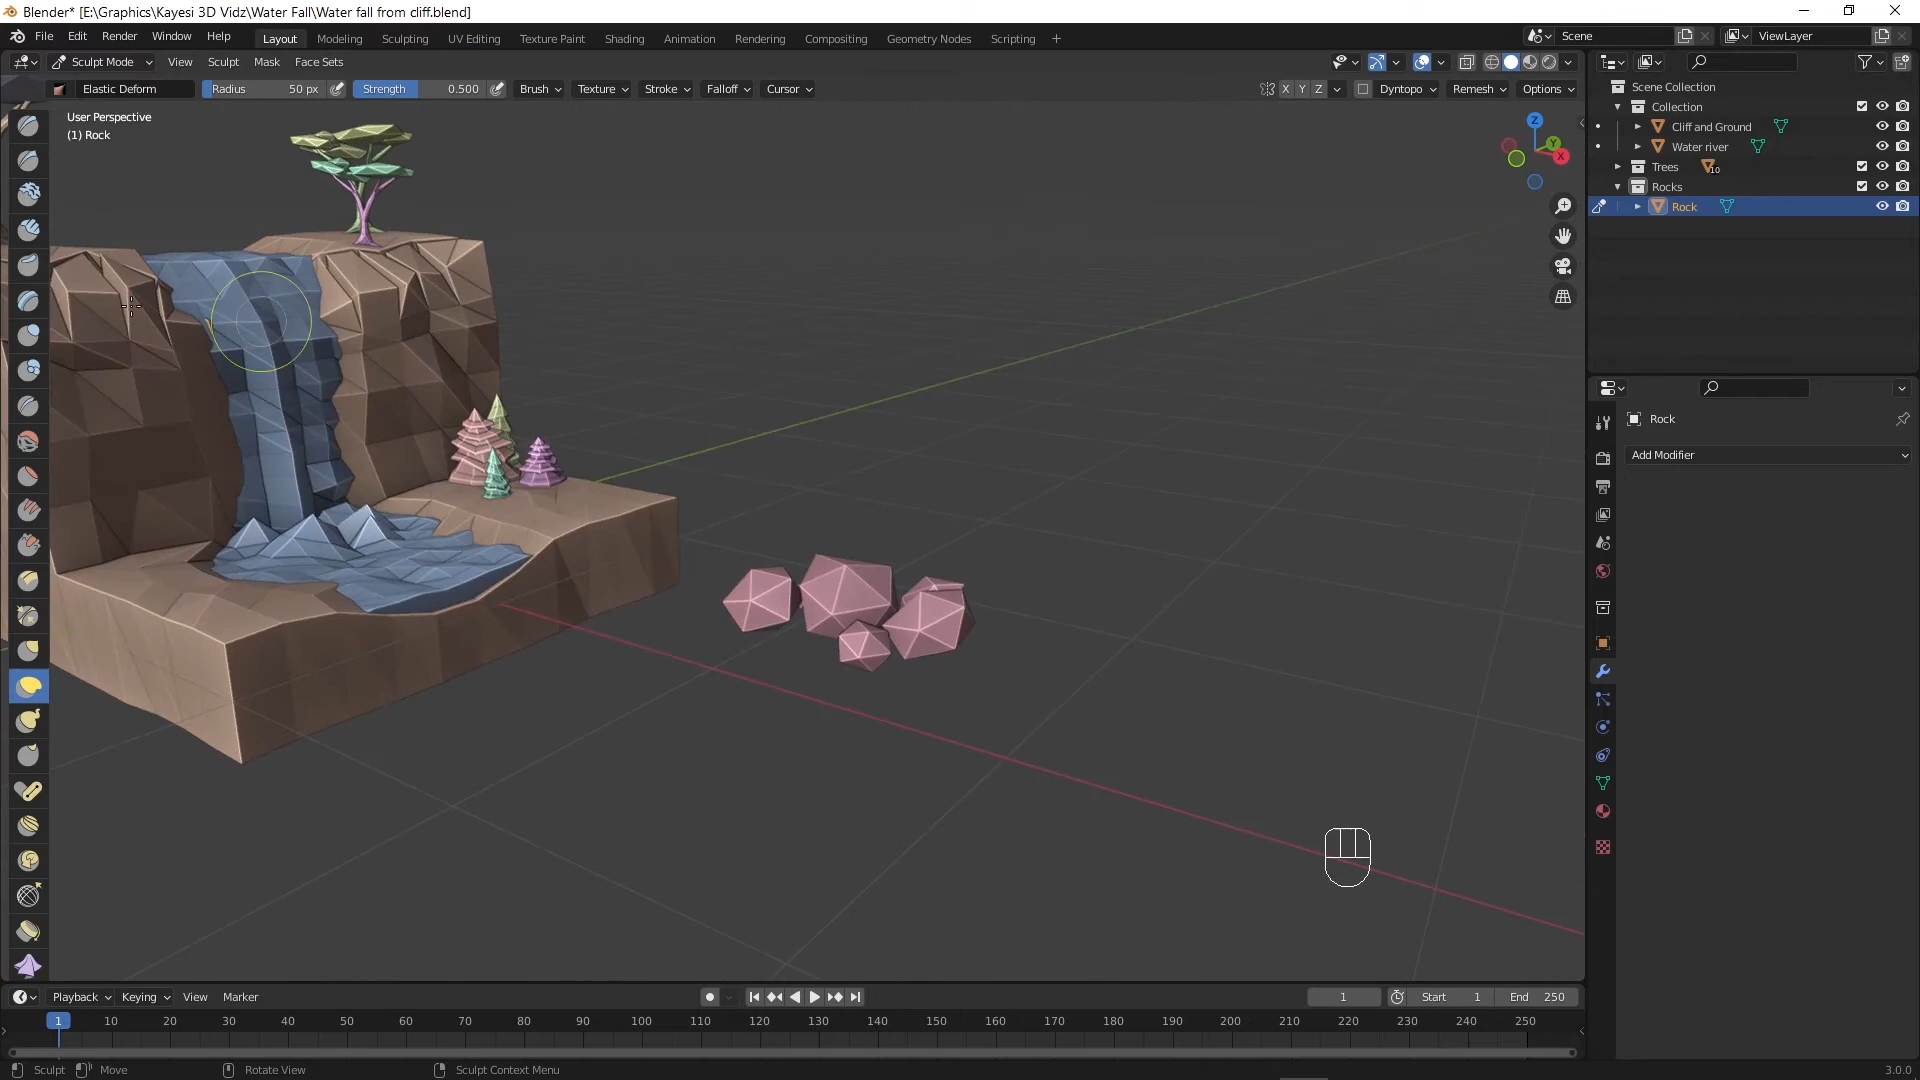 Blender* [E:\Graphics\Kayesi 3D Vidz\Water Fall\Water fall from cliff.blend]
File Edit Render Window Help Layout Modeling Sculpting UV Editing Texture Paint Shading Animation Rendering Compositing Geometry Nodes Scripting + Scene ViewLayer
Sculpt Mode View Sculpt Mask Face Sets
Elastic Deform Radius 50 px Strength 0.500 Brush Texture Stroke Falloff Cursor X Y Z Dyntopo Remesh Options
User Perspective
(1) Rock
Z
Y
X
Scene Collection
Collection
Cliff and Ground
Water river
Trees 10
Rocks
Rock
Rock
Add Modifier
Playback Keying View Marker 1 Start 1 End 250
1 10 20 30 40 50 60 70 80 90 100 110 120 130 140 150 160 170 180 190 200 210 220 230 240 250
Sculpt Move Rotate View Sculpt Context Menu 3.0.0